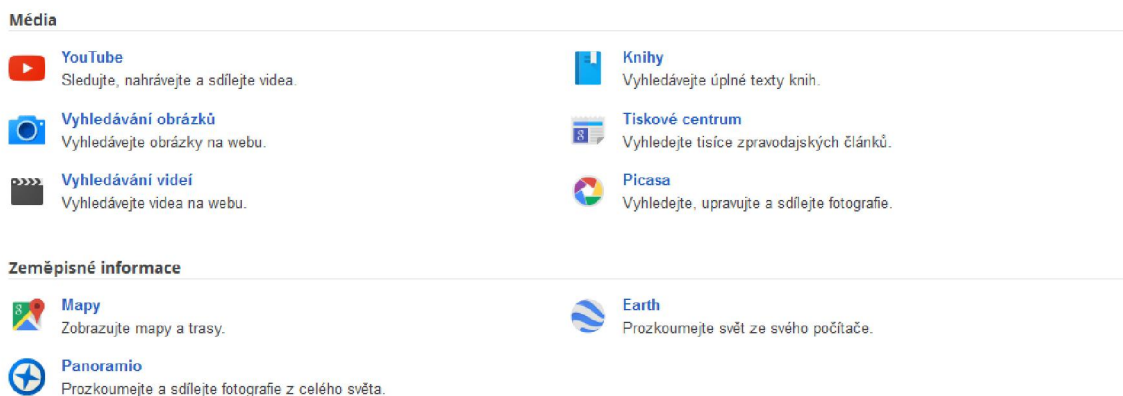 Média
YouTube
Sledujte, nahrávejte a sdílejte videa.
Knihy
Vyhledávejte úplné texty knih.
Vyhledávání obrázků
Vyhledávejte obrázky na webu.
Tiskové centrum
Vyhledejte tisíce zpravodajských článků.
Vyhledávání videí
Vyhledávejte videa na webu.
Picasa
Vyhledejte, upravujte a sdílejte fotografie.
Zeměpisné informace
Mapy
Zobrazujte mapy a trasy.
Earth
Prozkoumejte svět ze svého počítače.
Panoramio
Prozkoumejte a sdílejte fotografie z celého světa.